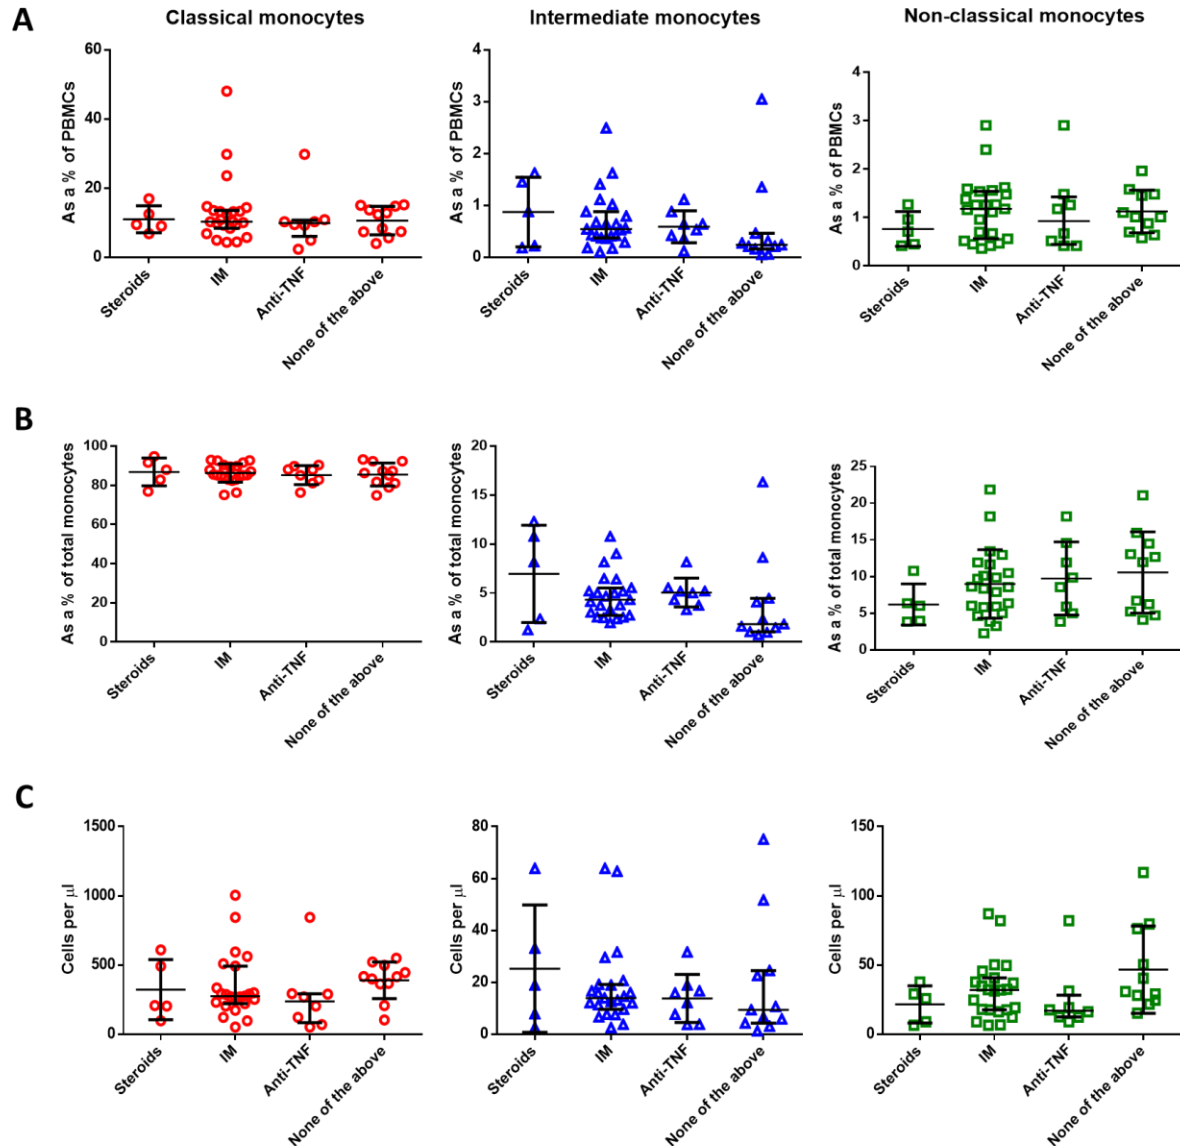 A
Classical monocytes
Intermediate monocytes
Non-classical monocytes
As a % of PBMCs
60
40
20
0
Steroids
IM
Anti-TNF
None of the above
As a % of PBMCs
4
3
2
1
0
Steroids
IM
Anti-TNF
None of the above
As a % of PBMCs
4
3
2
1
0
Steroids
IM
Anti-TNF
None of the above
B
As a % of total monocytes
100
80
60
40
20
0
Steroids
IM
Anti-TNF
None of the above
As a % of total monocytes
20
15
10
5
0
Steroids
IM
Anti-TNF
None of the above
As a % of total monocytes
25
20
15
10
5
0
Steroids
IM
Anti-TNF
None of the above
C
Cells per μl
1500
1000
500
0
Steroids
IM
Anti-TNF
None of the above
Cells per μl
80
60
40
20
0
Steroids
IM
Anti-TNF
None of the above
Cells per μl
150
100
50
0
Steroids
IM
Anti-TNF
None of the above